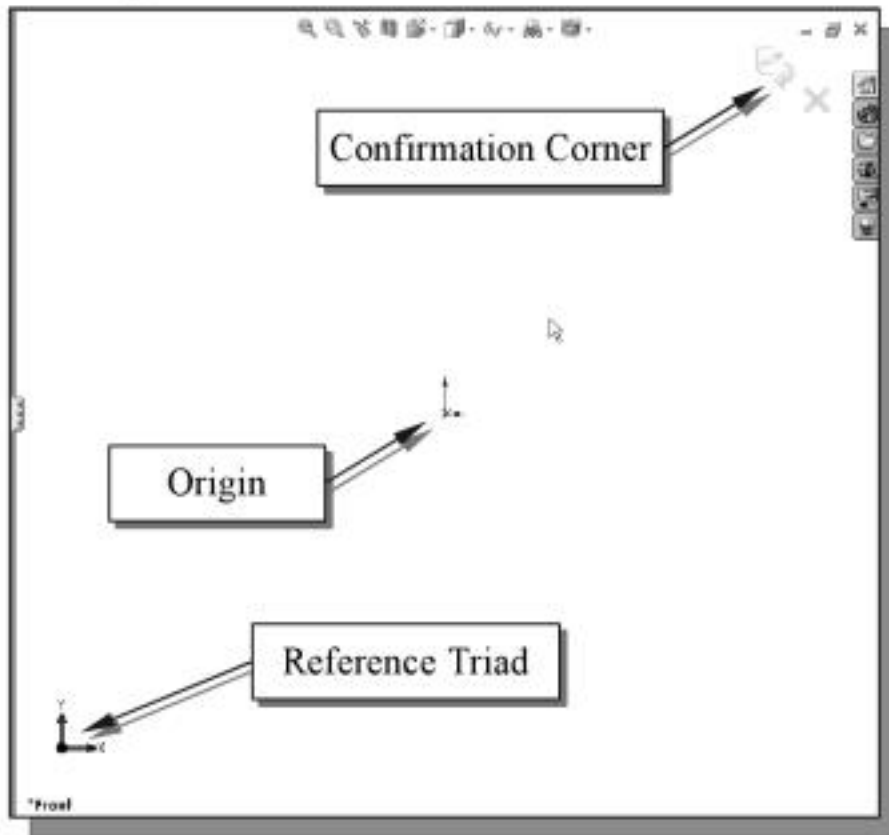 Confirmation Corner
Origin
Reference Triad
Y
X
*Front